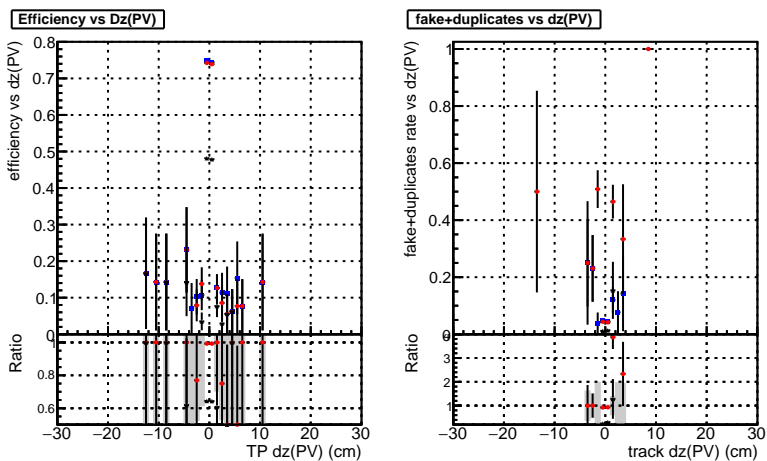 Efficiency vs Dz(PV)
efficiency vs dz(PV)
0.8
0.7
0.6
0.5
0.4
0.3
0.2
0.1
0
Ratio
1
0.8
0.6
−30 −20 −10 0 10 20 30
TP dz(PV) (cm)
fake+duplicates vs dz(PV)
fake+duplicates rate vs dz(PV)
1
0.8
0.6
0.4
0.2
Ratio
3
2
1
−30 −20 −10 0 10 20 30
track dz(PV) (cm)